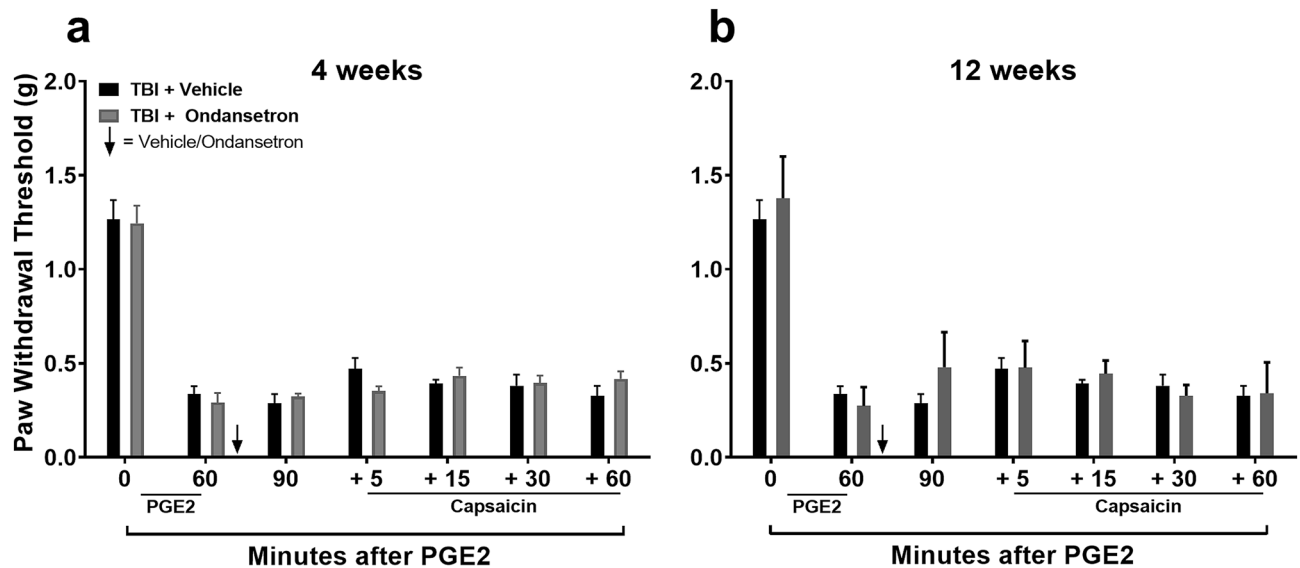 a
4 weeks
Paw Withdrawal Threshold (g)
2.0
1.5
1.0
0.5
0.0
TBI + Vehicle
TBI + Ondansetron
= Vehicle/Ondansetron
0 60 90 + 5 + 15 + 30 + 60
PGE2 Capsaicin
Minutes after PGE2
b
12 weeks
2.0
1.5
1.0
0.5
0.0
0 60 90 + 5 + 15 + 30 + 60
PGE2 Capsaicin
Minutes after PGE2